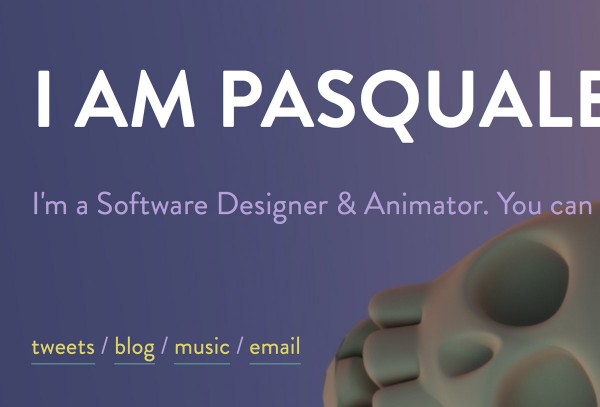 I AM PASQUALE
I'm a Software Designer & Animator. You can
tweets / blog / music / email